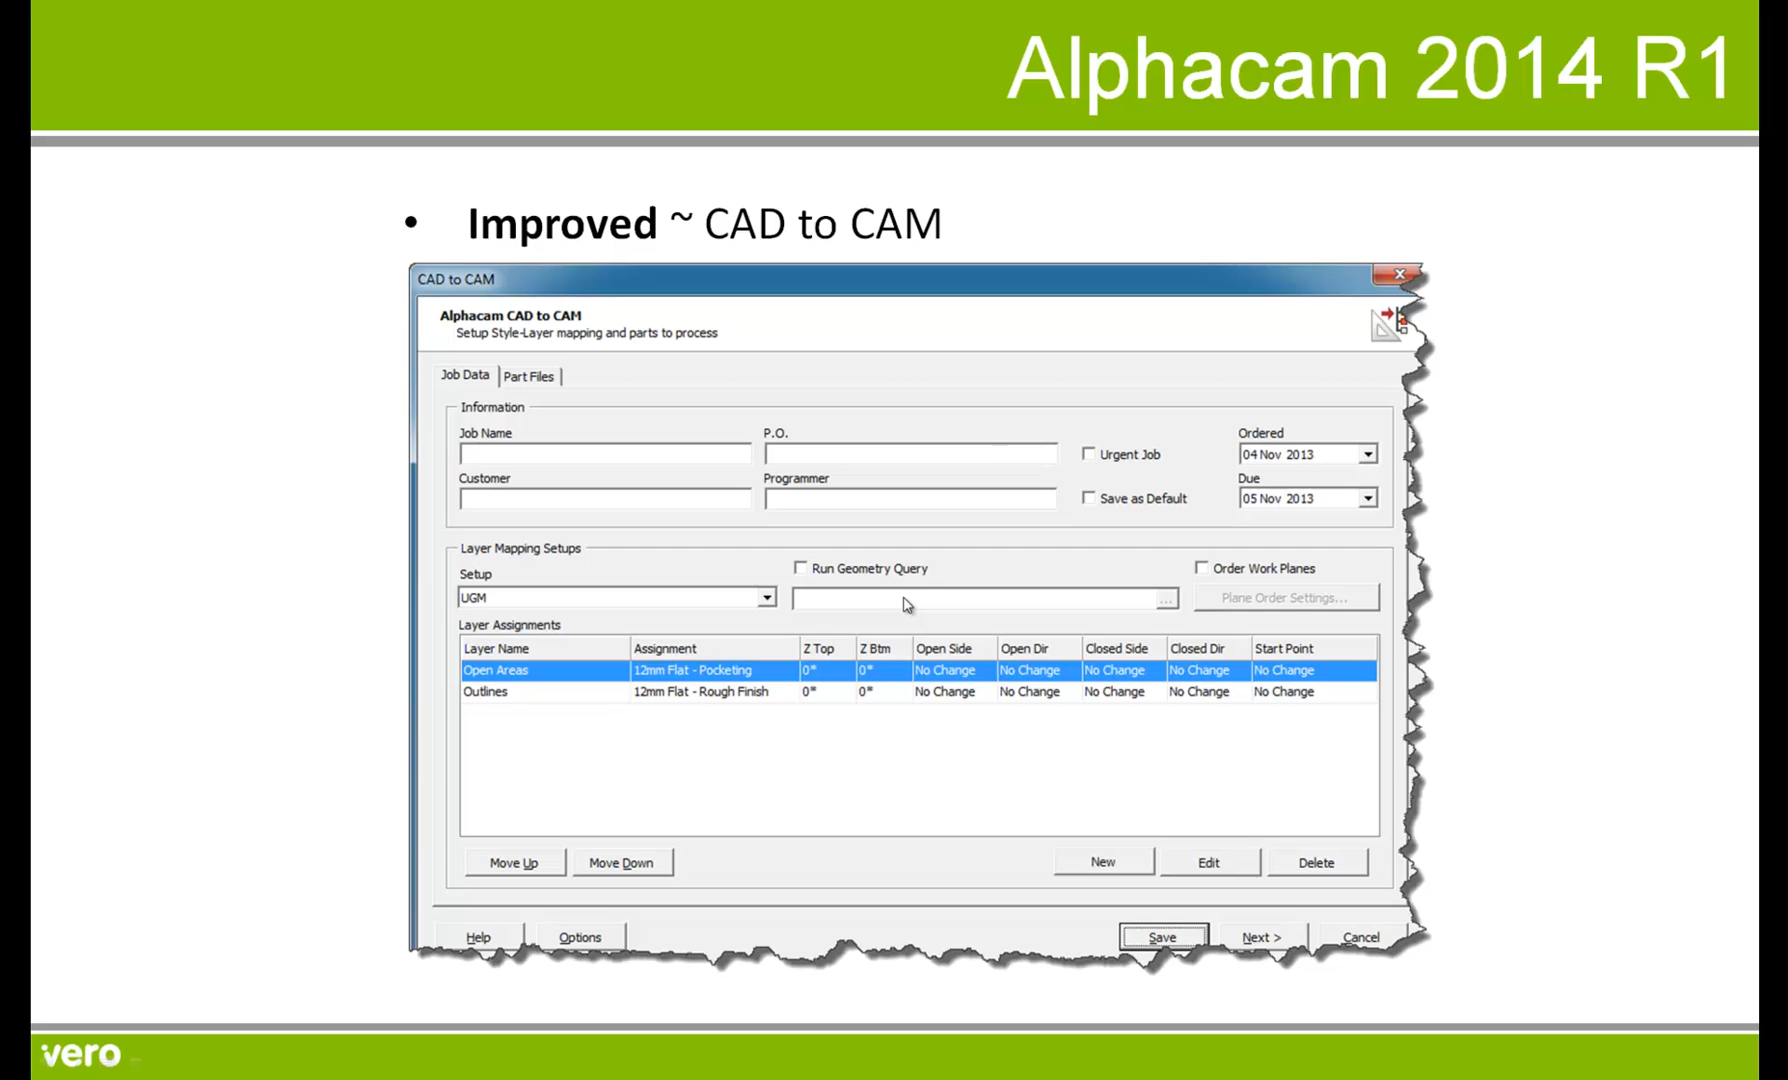 Alphacam 2014 R1
• Improved ~ CAD to CAM
CAD to CAM
Alphacam CAD to CAM
Setup Style-Layer mapping and parts to process
Job Data Part Files
Information
Job Name P.O. Ordered
Urgent Job 04 Nov 2013
Customer Programmer Due
Save as Default 05 Nov 2013
Layer Mapping Setups
Setup Run Geometry Query Order Work Planes
UGM ... Plane Order Settings...
Layer Assignments
Layer Name Assignment Z Top Z Btm Open Side Open Dir Closed Side Closed Dir Start Point
Open Areas 12mm Flat - Pocketing 0* 0* No Change No Change No Change No Change No Change
Outlines 12mm Flat - Rough Finish 0* 0* No Change No Change No Change No Change No Change
Move Up Move Down New Edit Delete
Help Options Save Next > Cancel
vero